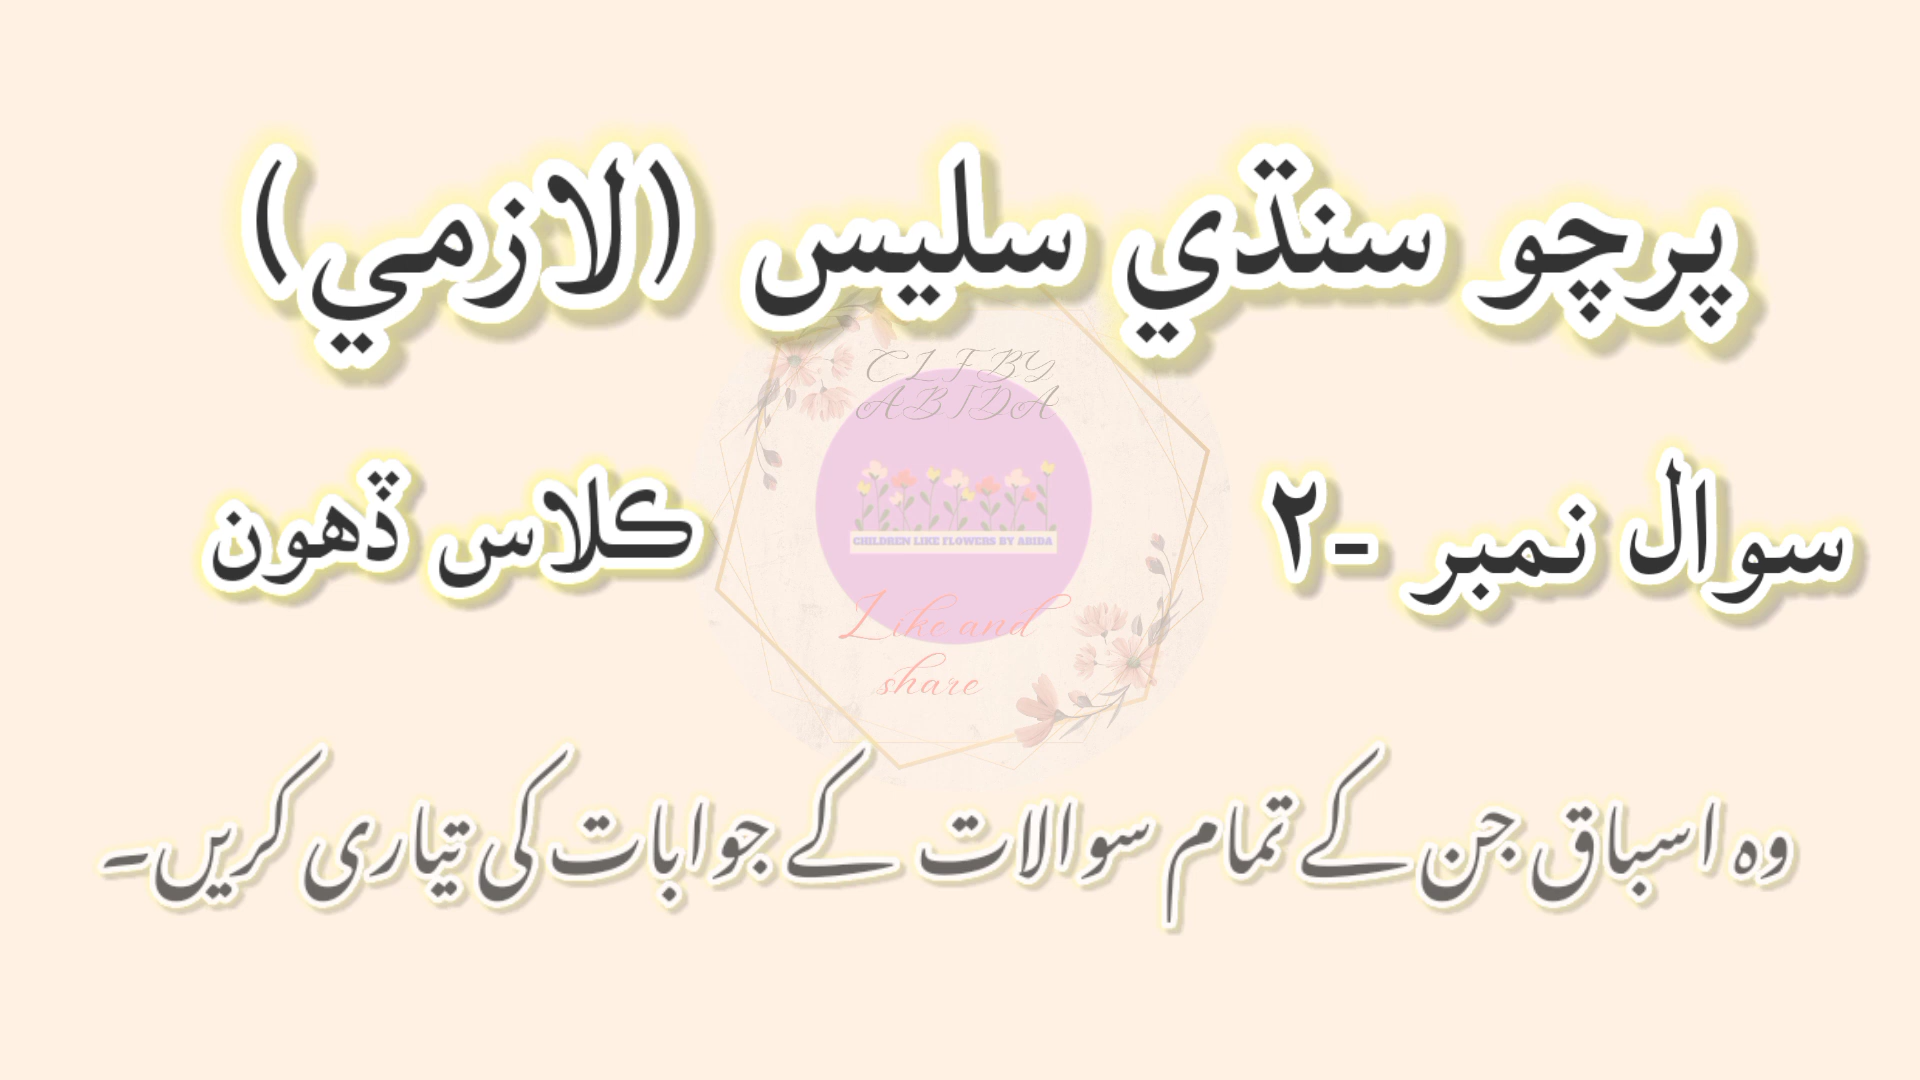 پرچو سنڌي سليس (لازمي)
سوال نمبر -۲ ڪلاس ڏهون
CLF BY
ABIDA
CHILDREN LIKE FLOWERS BY ABIDA
Like and
share
وہ اسباق جن کے تمام سوالات کے جوابات کی تیاری کریں۔